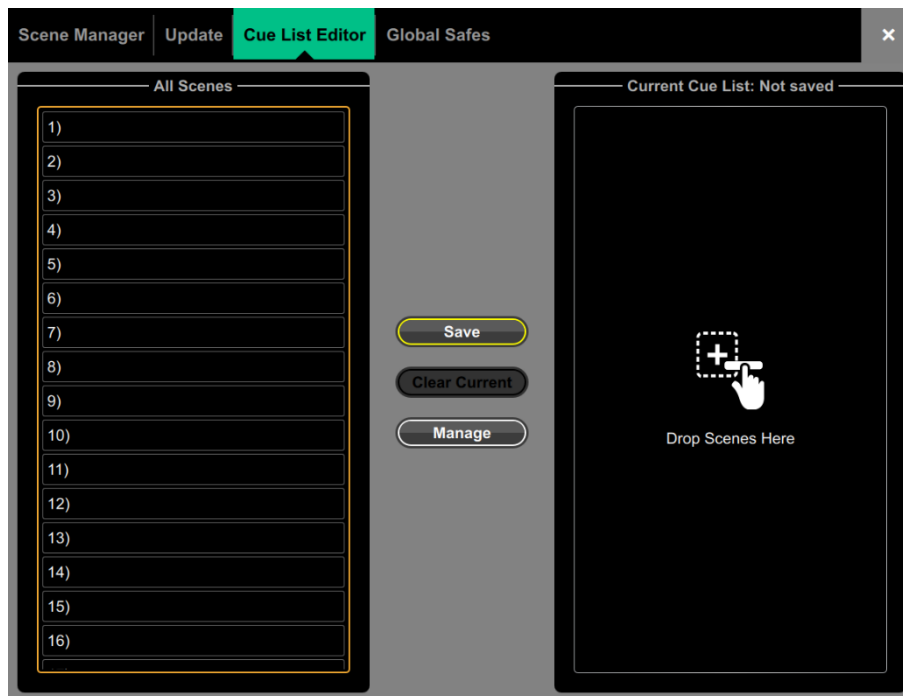 Scene Manager Update Cue List Editor Global Safes ×
All Scenes
1)
2)
3)
4)
5)
6)
7)
8)
9)
10)
11)
12)
13)
14)
15)
16)
Save
Clear Current
Manage
Current Cue List: Not saved
Drop Scenes Here